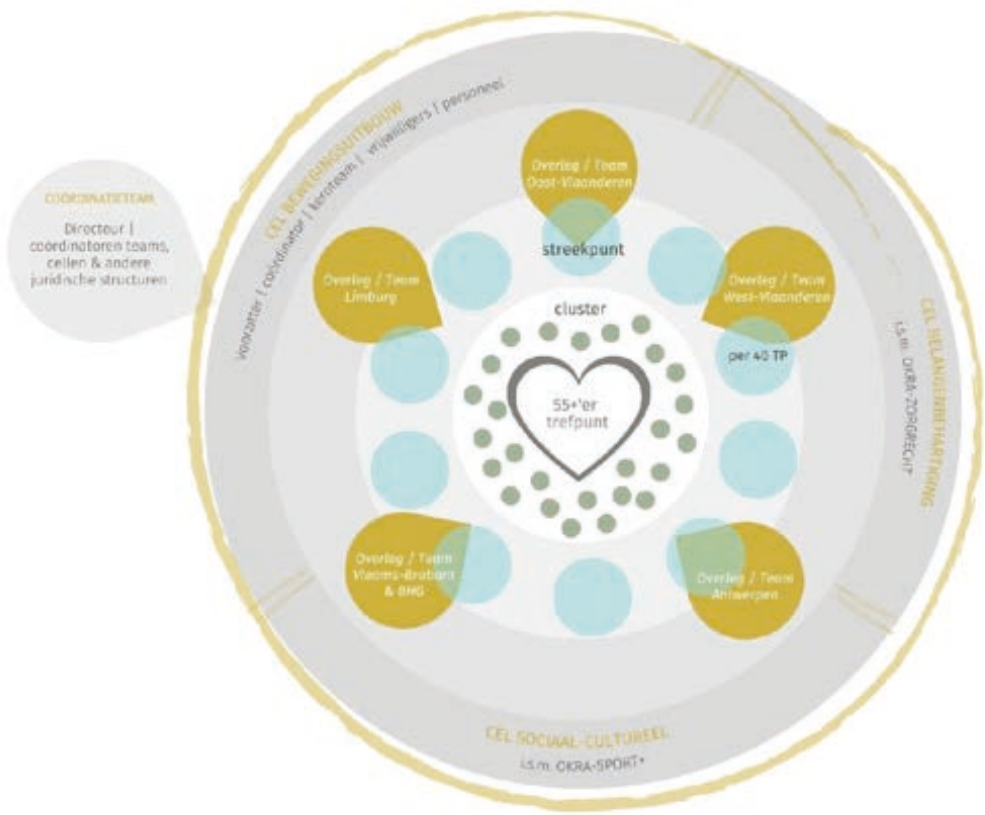 COÖRDINATIETEAM
Directeur |
coördinatoren teams,
cellen & andere
juridische structuren
CEL BEWEGINGSUITBOUW
Voorzitter | coördinator | kernteam | vrijwilligers | personeel
Overleg / Team
Oost-Vlaanderen
streekpunt
Overleg / Team
Limburg
Overleg / Team
West-Vlaanderen
per 40 TP
cluster
55+'er
trefpunt
CEL BELANGENBEHARTIGING
i.s.m. OKRA-ZORGRECHT
Overleg / Team
Vlaams-Brabant
& BHG
Overleg / Team
Antwerpen
CEL SOCIAAL-CULTUREEL
i.s.m. OKRA-SPORT+